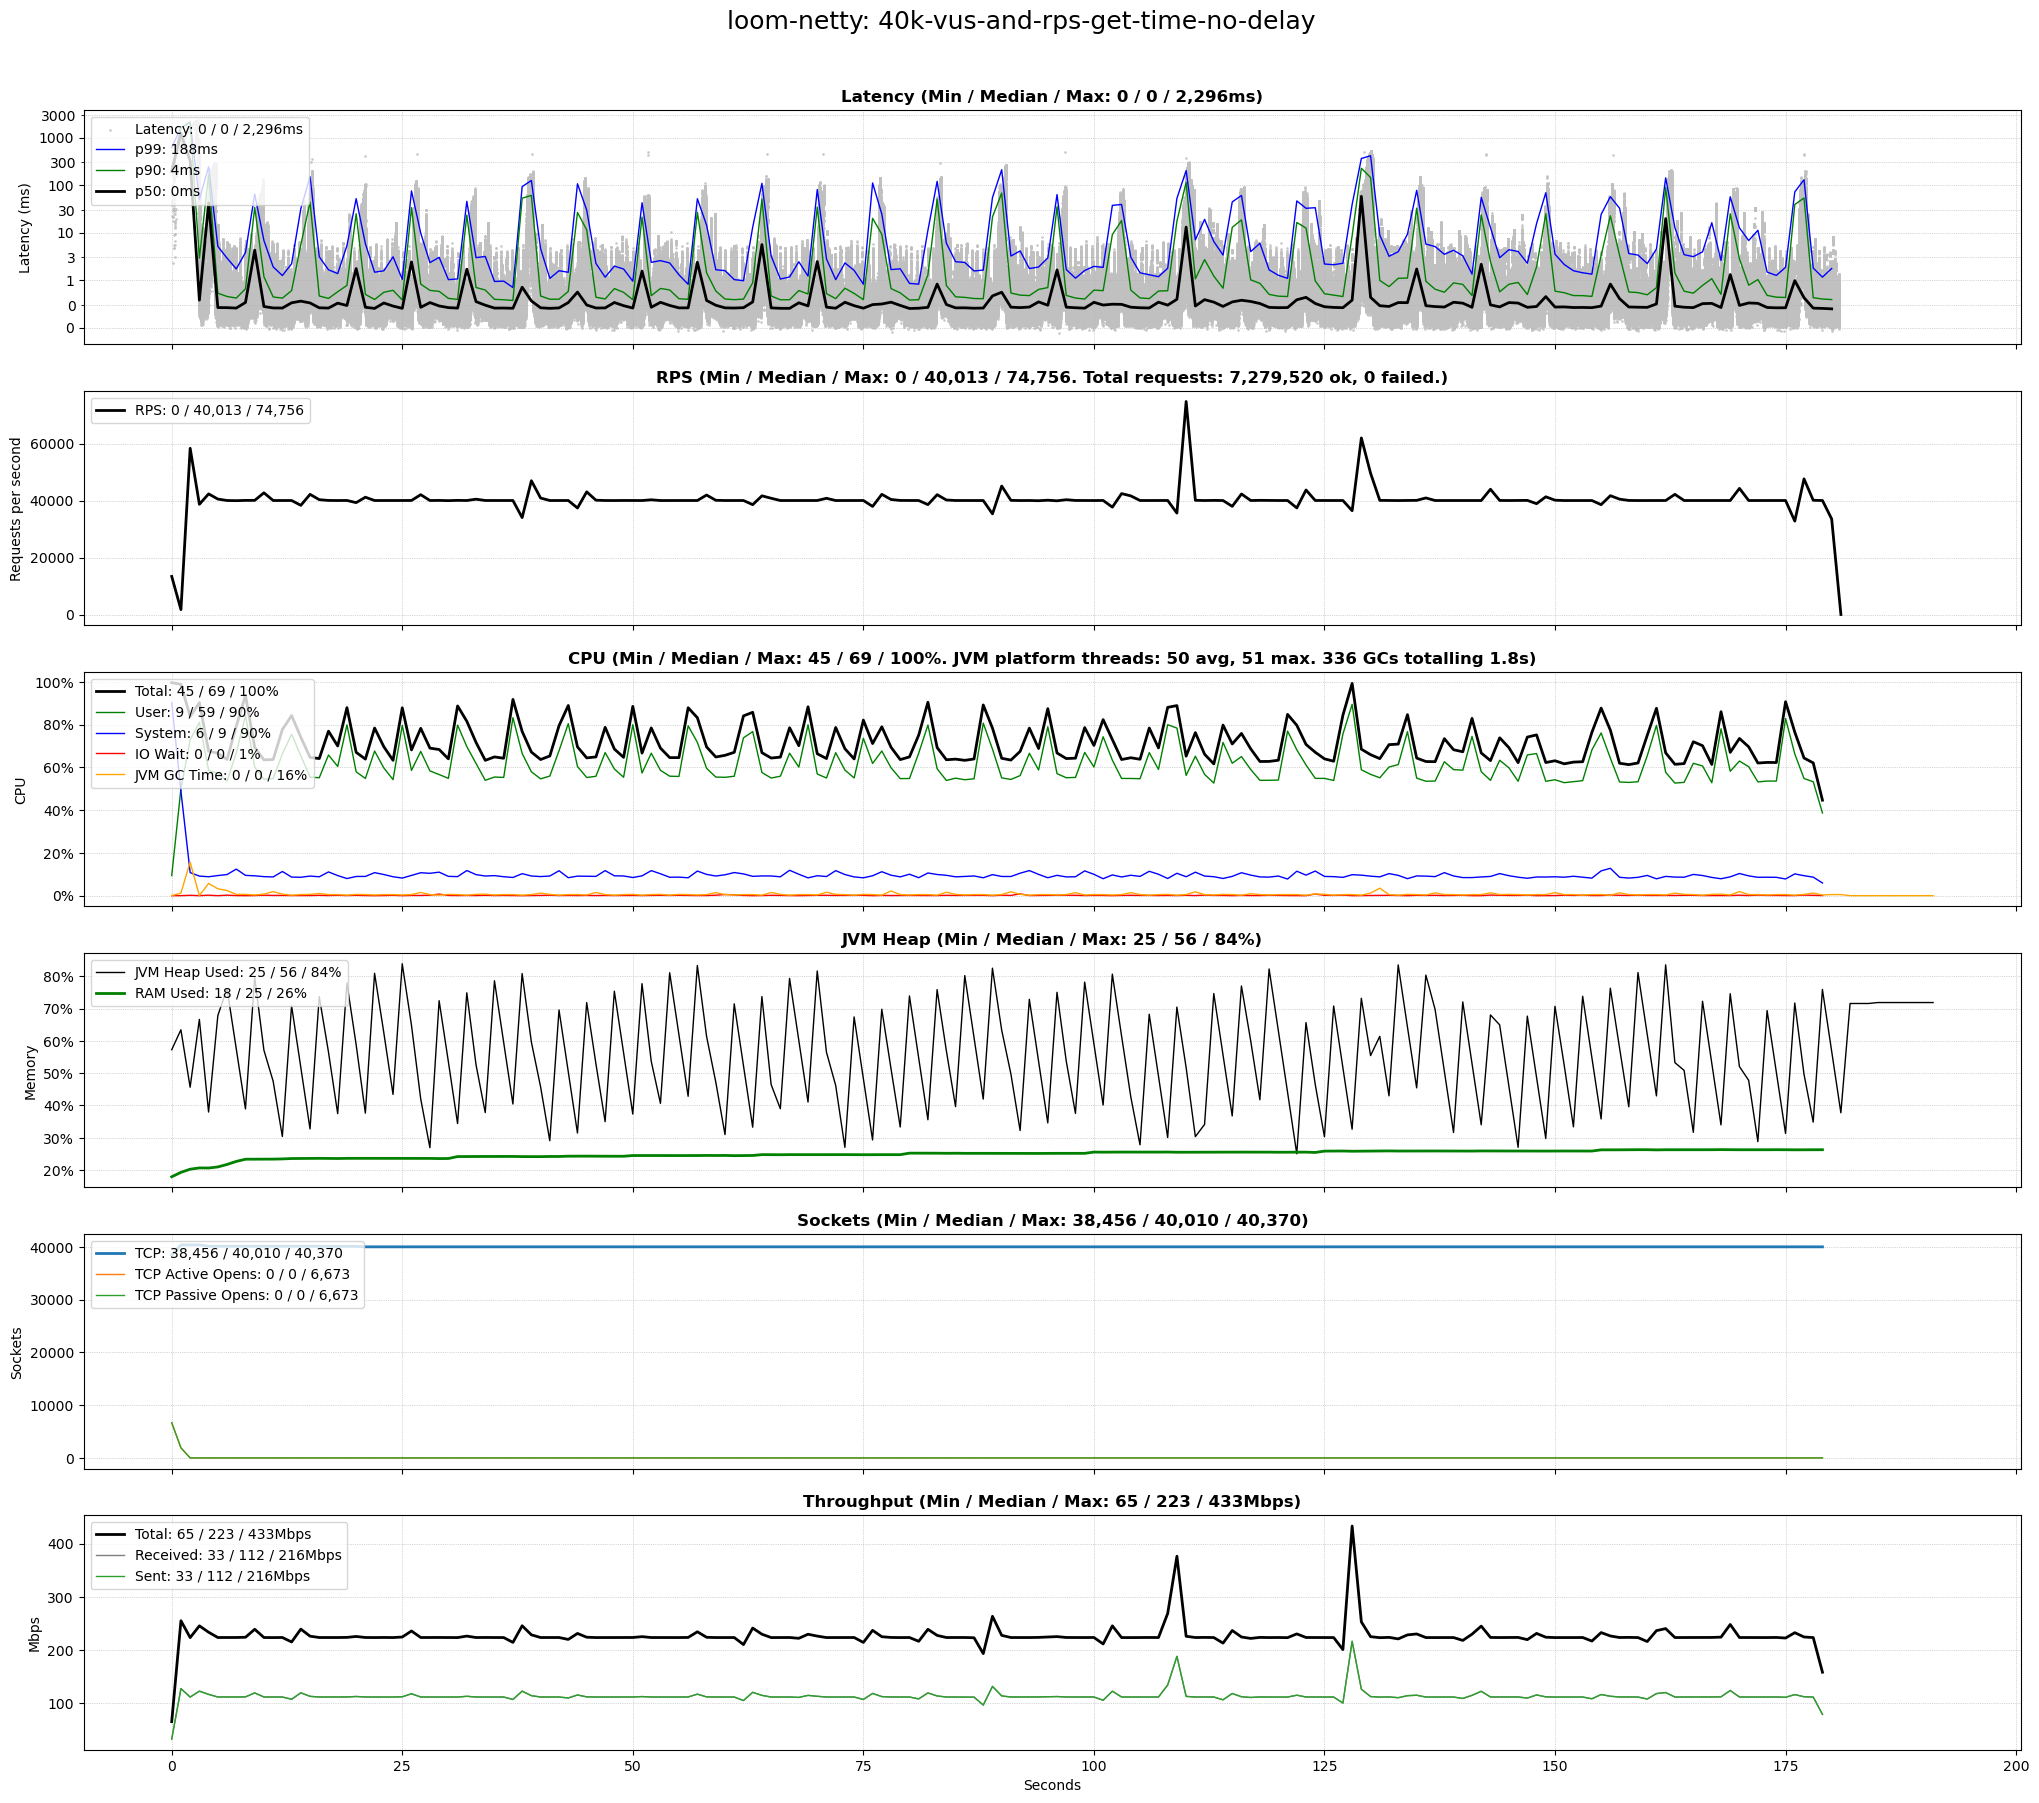 loom-netty: 40k-vus-and-rps-get-time-no-delay
Latency (Min / Median / Max: 0 / 0 / 2,296ms)
Latency (ms)
3000
1000
300
100
30
10
3
1
0
0
Latency: 0 / 0 / 2,296ms
p99: 188ms
p90: 4ms
p50: 0ms
RPS (Min / Median / Max: 0 / 40,013 / 74,756. Total requests: 7,279,520 ok, 0 failed.)
Requests per second
60000
40000
20000
0
RPS: 0 / 40,013 / 74,756
CPU (Min / Median / Max: 45 / 69 / 100%. JVM platform threads: 50 avg, 51 max. 336 GCs totalling 1.8s)
CPU
100%
80%
60%
40%
20%
0%
Total: 45 / 69 / 100%
User: 9 / 59 / 90%
System: 6 / 9 / 90%
IO Wait: 0 / 0 / 1%
JVM GC Time: 0 / 0 / 16%
JVM Heap (Min / Median / Max: 25 / 56 / 84%)
Memory
80%
70%
60%
50%
40%
30%
20%
JVM Heap Used: 25 / 56 / 84%
RAM Used: 18 / 25 / 26%
Sockets (Min / Median / Max: 38,456 / 40,010 / 40,370)
Sockets
40000
30000
20000
10000
0
TCP: 38,456 / 40,010 / 40,370
TCP Active Opens: 0 / 0 / 6,673
TCP Passive Opens: 0 / 0 / 6,673
Throughput (Min / Median / Max: 65 / 223 / 433Mbps)
Mbps
400
300
200
100
Total: 65 / 223 / 433Mbps
Received: 33 / 112 / 216Mbps
Sent: 33 / 112 / 216Mbps
0 25 50 75 100 125 150 175 200
Seconds